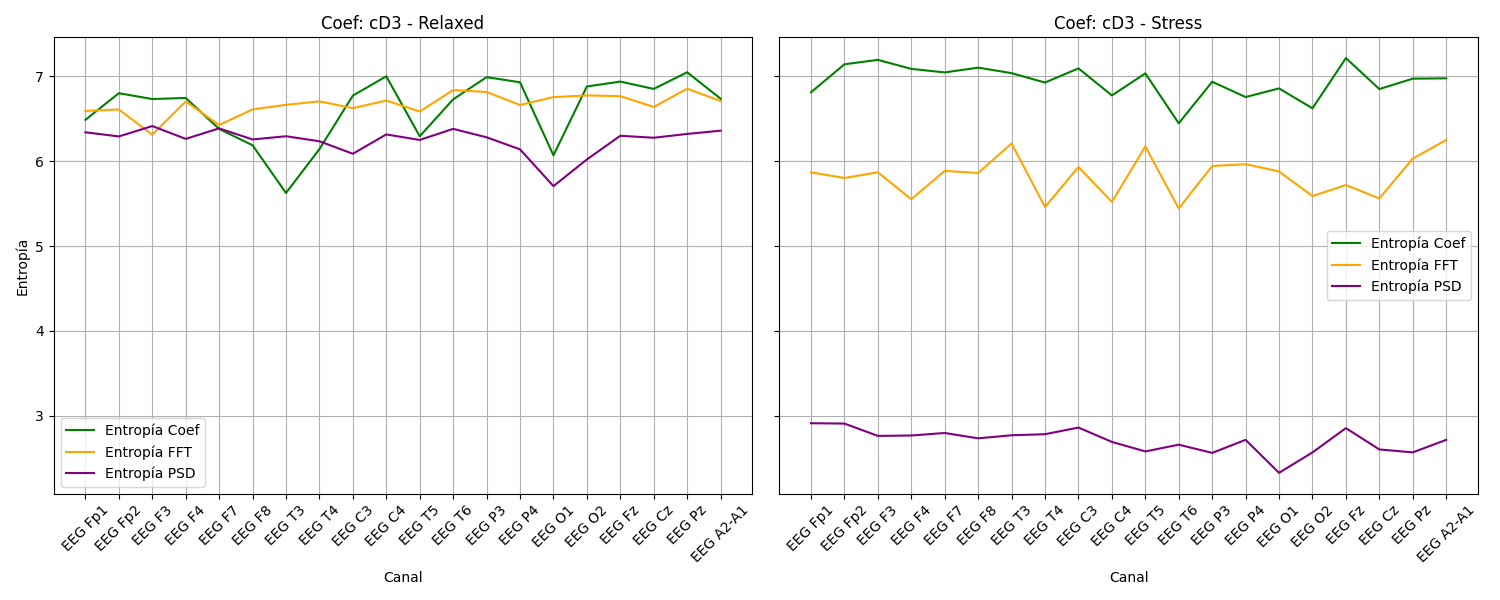 Coef: cD3 - Relaxed
Entropía
7
6
5
4
3
Entropía Coef
Entropía FFT
Entropía PSD
EEG Fp1
EEG Fp2
EEG F3
EEG F4
EEG F7
EEG F8
EEG T3
EEG T4
EEG C3
EEG C4
EEG T5
EEG T6
EEG P3
EEG P4
EEG O1
EEG O2
EEG Fz
EEG Cz
EEG Pz
EEG A2-A1
Canal
Coef: cD3 - Stress
Entropía Coef
Entropía FFT
Entropía PSD
EEG Fp1
EEG Fp2
EEG F3
EEG F4
EEG F7
EEG F8
EEG T3
EEG T4
EEG C3
EEG C4
EEG T5
EEG T6
EEG P3
EEG P4
EEG O1
EEG O2
EEG Fz
EEG Cz
EEG Pz
EEG A2-A1
Canal